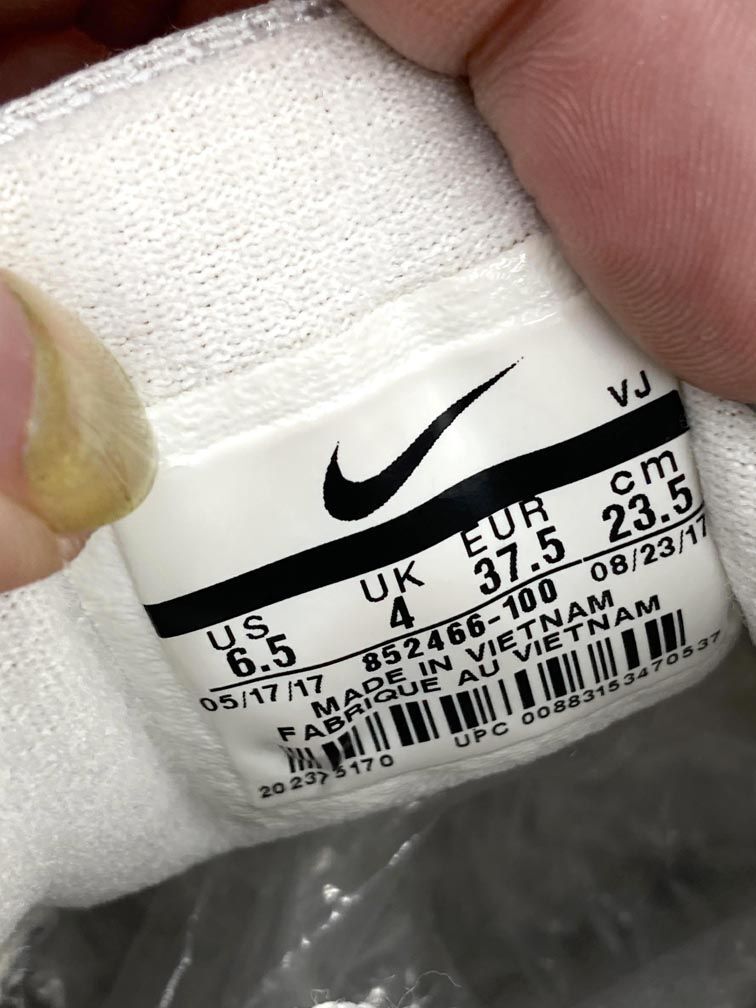 VJ
US UK EUR cm
6.5 4 37.5 23.5
05/17/17 852466-100 08/23/17
MADE IN VIETNAM
FABRIQUE AU VIETNAM
UPC 00883153470537